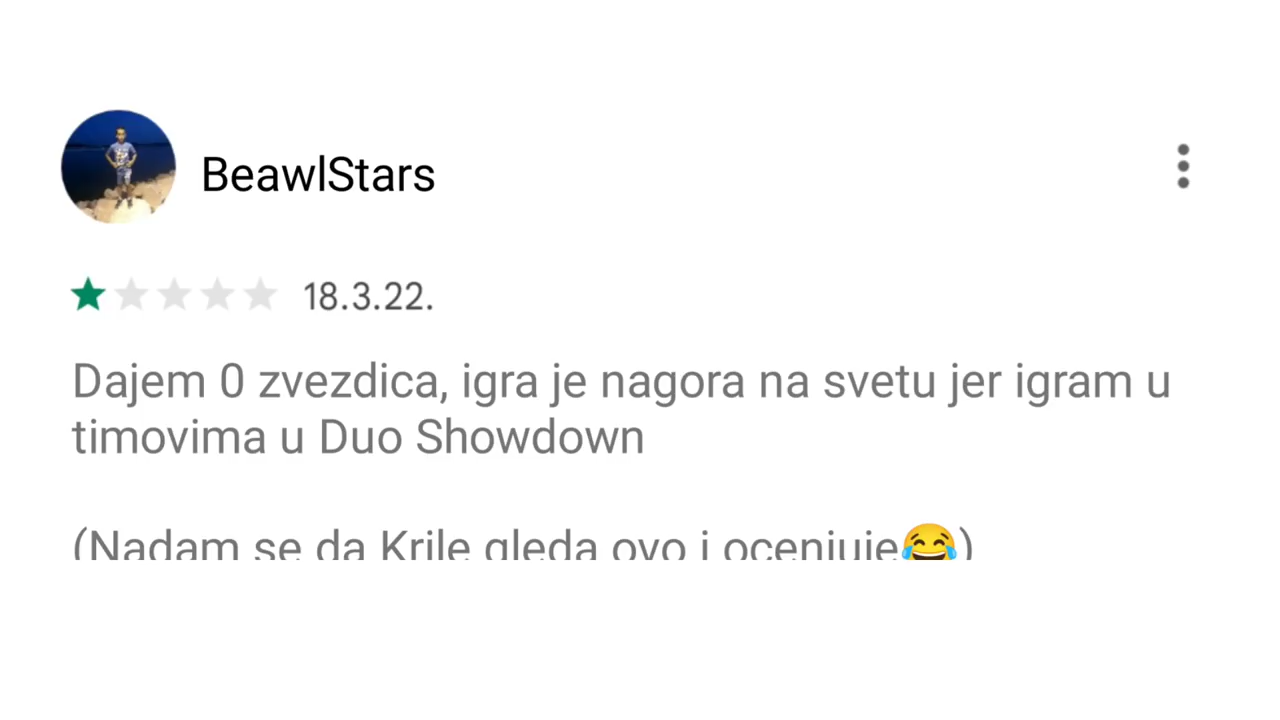 BeawlStars
18.3.22.
Dajem 0 zvezdica, igra je nagora na svetu jer igram u
timovima u Duo Showdown
(Nadam se da Krile gleda ovo i ocenjuje😂)